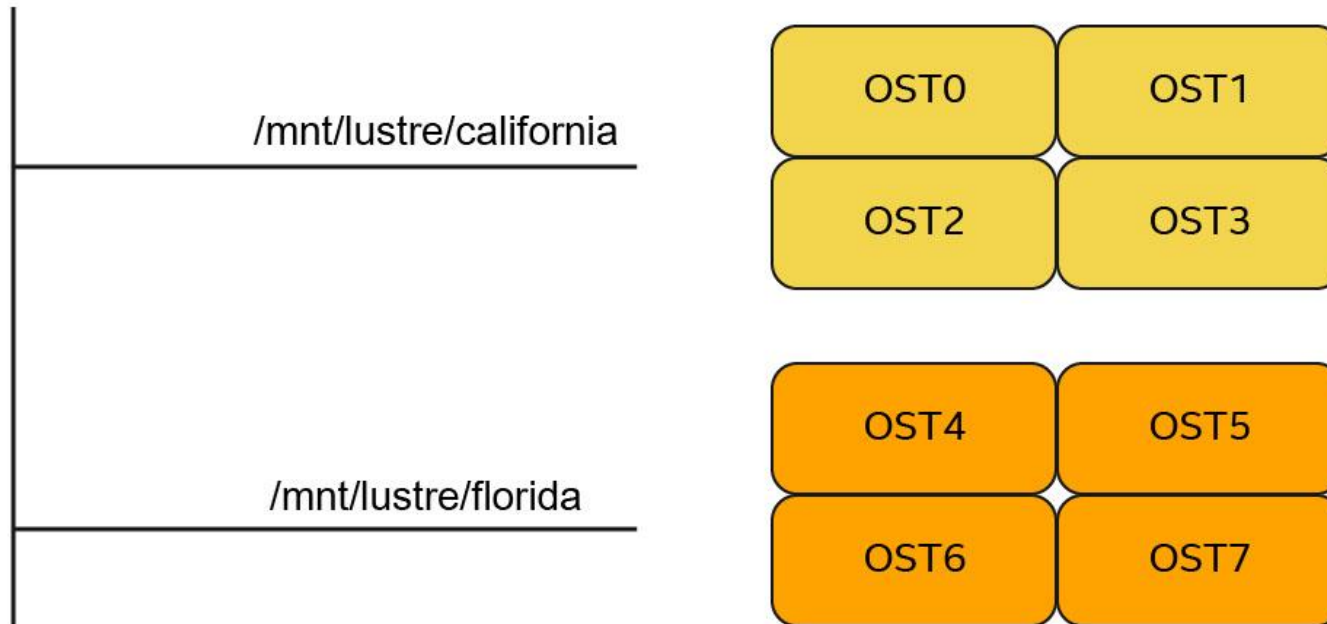 OST0 OST1
/mnt/lustre/california
OST2 OST3
OST4 OST5
/mnt/lustre/florida
OST6 OST7